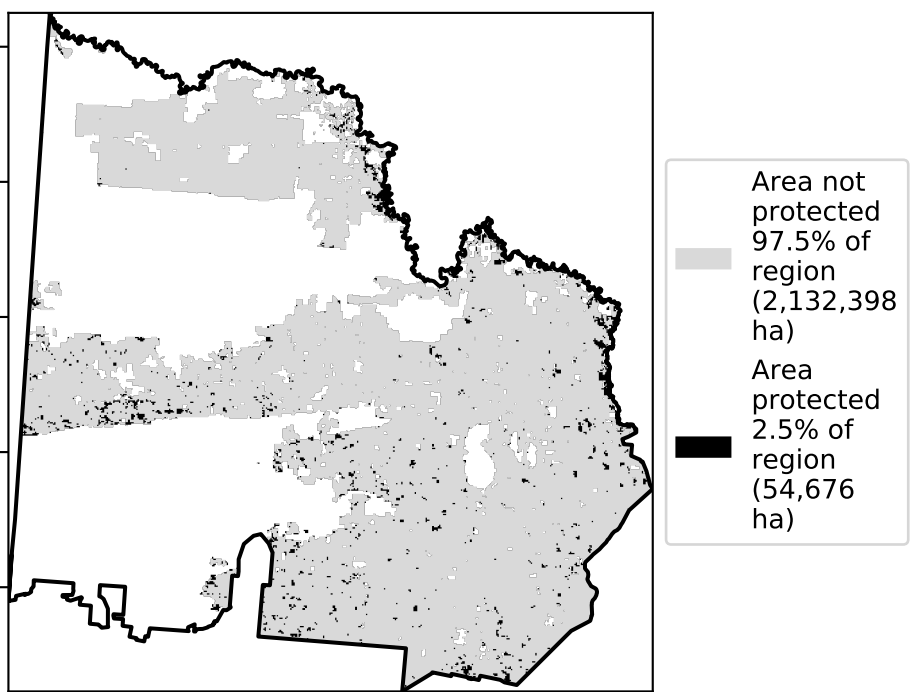 Area not
protected
97.5% of
region
(2,132,398
ha)
Area
protected
2.5% of
region
(54,676
ha)